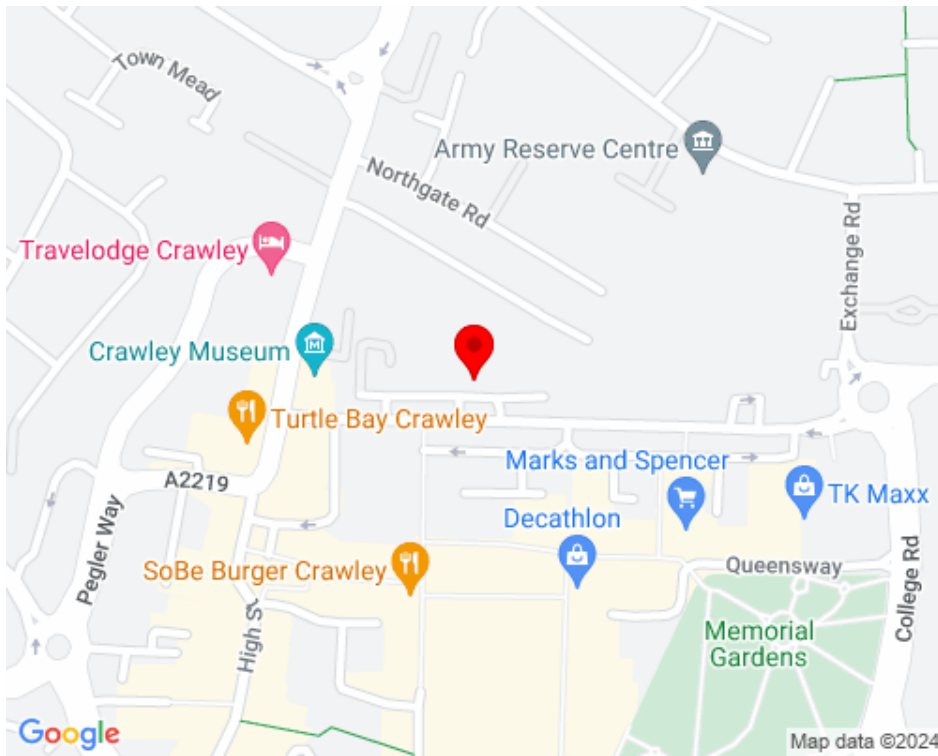 Town Mead
Army Reserve Centre
Northgate Rd
Travelodge Crawley
Exchange Rd
Crawley Museum
M
Turtle Bay Crawley
Marks and Spencer
A2219
TK Maxx
Decathlon
Pegler Way
SoBe Burger Crawley
Queensway
College Rd
High St
Memorial
Gardens
Google
Map data ©2024